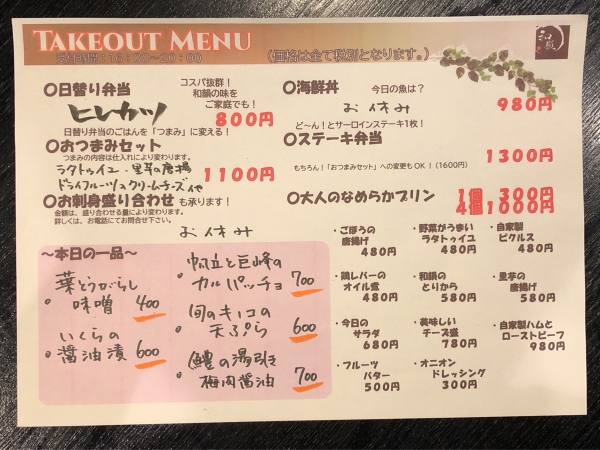 TAKEOUT MENU
受付時間:16:00~20:00
(価格は全て税別となります。)
和韻
○日替り弁当
コスパ抜群!
和韻の味を
ご家庭でも!
ヒレカツ
800円
日替り弁当のごはんを「つまみ」に変える!
○おつまみセット
つまみの内容は仕入れにより変わります。
ラタトゥイユ・里芋の唐揚
ドライフルーツxクリームチーズ 他
1100円
○お刺身盛り合わせ も承ります!
金額は、盛り合わせる量により変わります。
詳しくは、お電話にてお問合せ下さい。
お休み
○海鮮丼
今日の魚は?
お休み
980円
ど~ん!とサーロインステーキ1枚!
○ステーキ弁当
1300円
もちろん!「おつまみセット」への変更もOK!(1600円)
○大人のなめらかプリン
1個 300円
4個1000円
~本日の一品~
葉とうがらし
味噌 400
・いくらの
醤油漬 600
・帆立と巨峰の
カルパッチョ 700
・旬のキノコの
天ぷら 600
・鱧の湯引き
梅肉醤油 700
・ごぼうの
唐揚げ
480円
・野菜がうまい
ラタトゥイユ
480円
・自家製
ピクルス
480円
・鶏レバーの
オイル煮
480円
・和韻の
とりから
580円
・里芋の
唐揚げ
580円
・今日の
サラダ
680円
・美味しい
チーズ盛
780円
・自家製ハムと
ローストビーフ
980円
・フルーツ
バター
500円
・オニオン
ドレッシング
300円